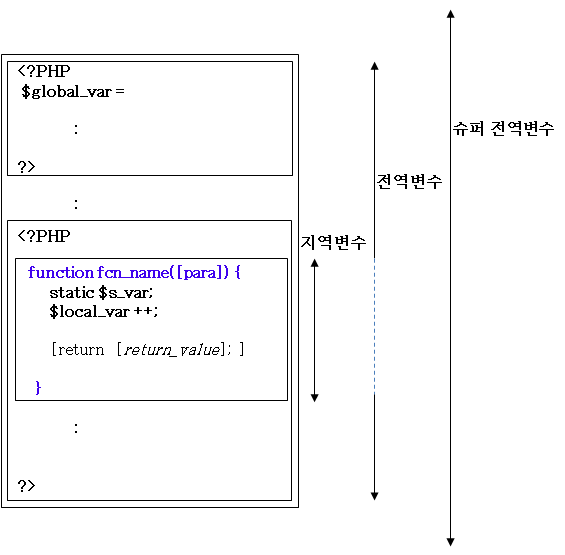 <?PHP
$global_var =
:
?>
:
<?PHP
function fcn_name([para]) {
static $s_var;
$local_var ++;
[return [return_value]; ]
}
:
?>
지역변수
전역변수
슈퍼 전역변수